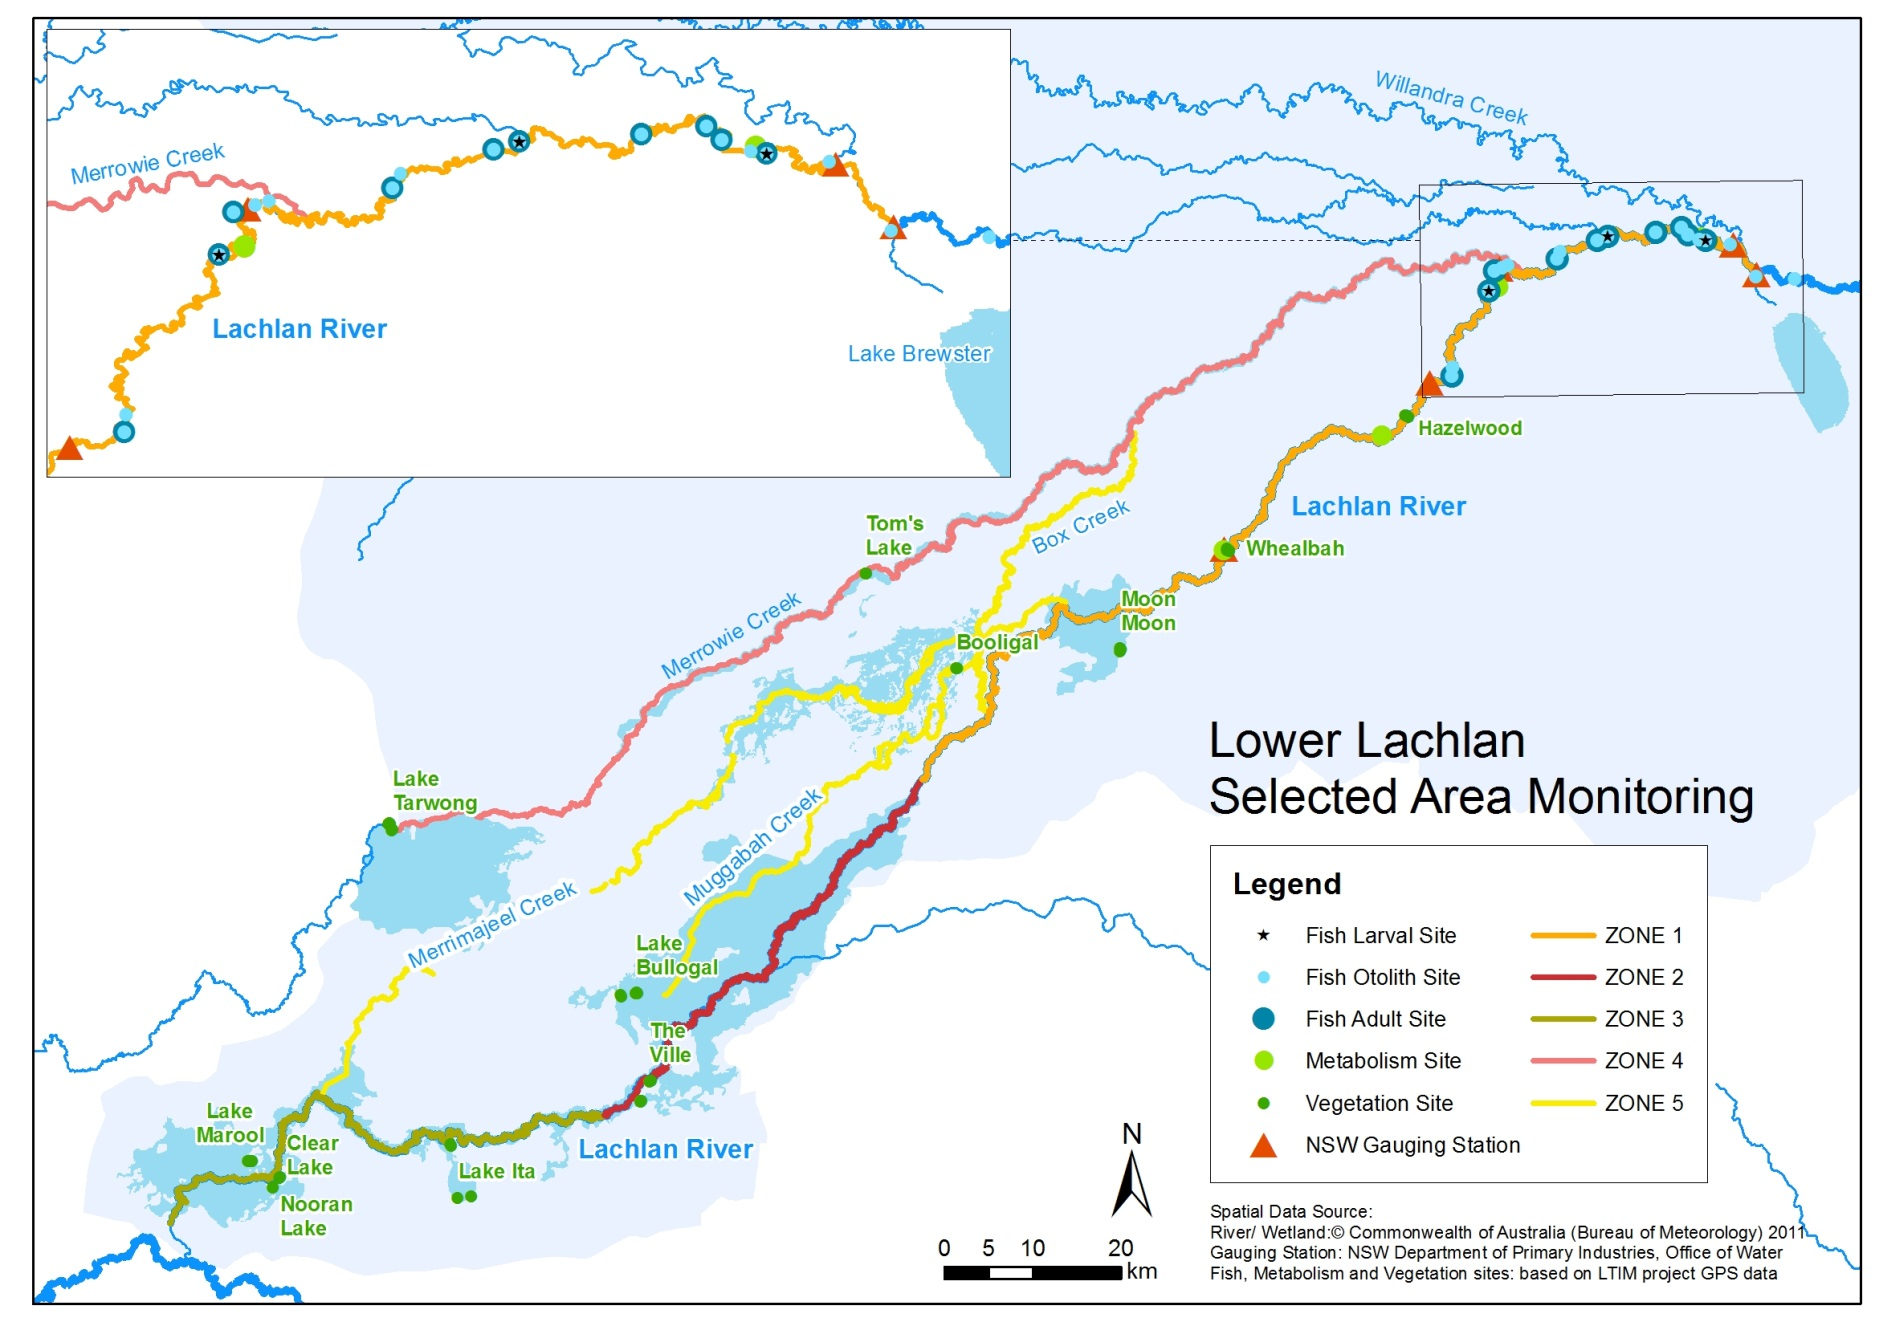 Willandra Creek
Merrowie Creek
Lachlan River
Lake Brewster
Hazelwood
Lachlan River
Tom's
Lake
Box Creek
Whealbah
Moon
Moon
Merrowie Creek
Booligal
Lower Lachlan
Selected Area Monitoring
Lake
Tarwong
Muggabah Creek
Merrimajeel Creek
Lake
Bullogal
The
Ville
Lake
Marool
Clear
Lake
Lake Ita
Lachlan River
Nooran
Lake
Legend
Fish Larval Site
Fish Otolith Site
Fish Adult Site
Metabolism Site
Vegetation Site
NSW Gauging Station
ZONE 1
ZONE 2
ZONE 3
ZONE 4
ZONE 5
N
0 5 10 20
km
Spatial Data Source:
River/ Wetland:© Commonwealth of Australia (Bureau of Meteorology) 2011
Gauging Station: NSW Department of Primary Industries, Office of Water
Fish, Metabolism and Vegetation sites: based on LTIM project GPS data